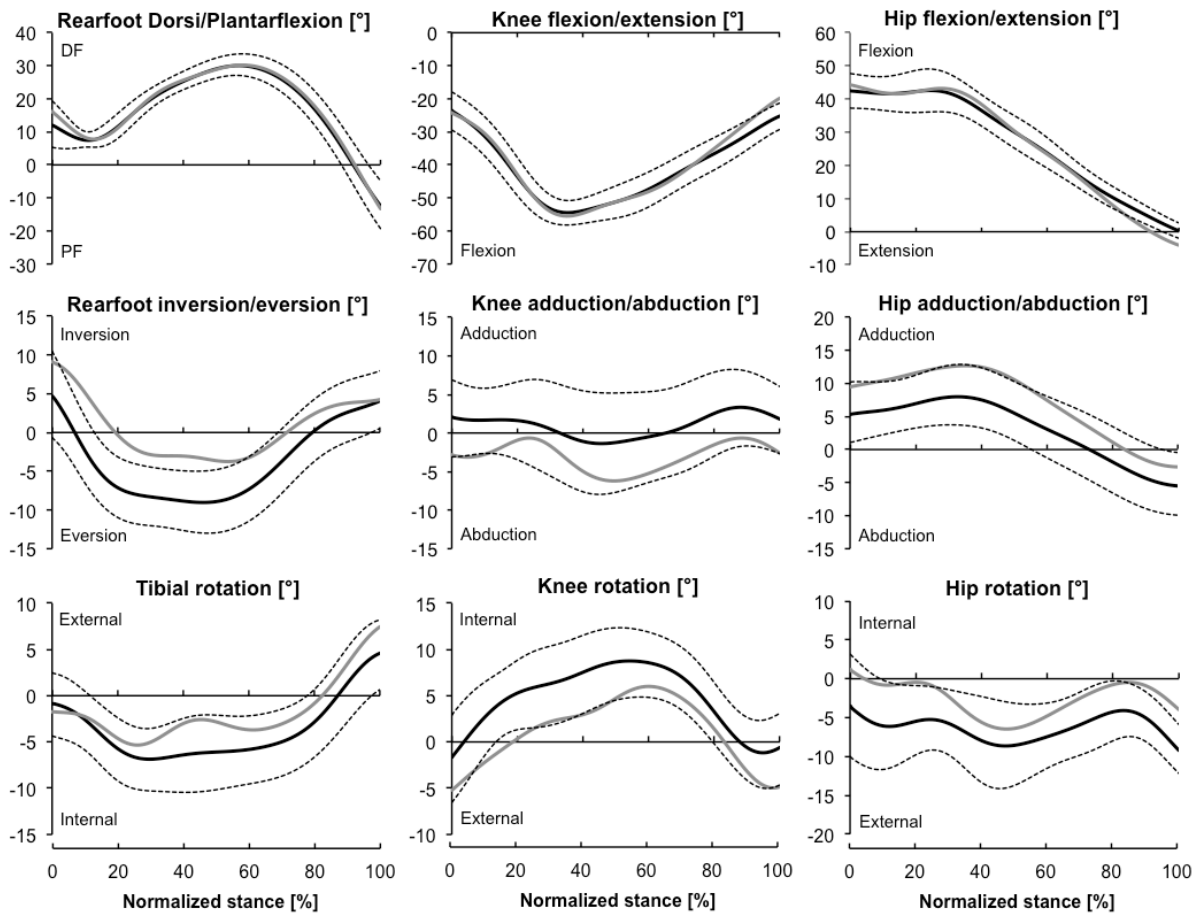 Rearfoot Dorsi/Plantarflexion [°]
40
DF
30
20
10
0
-10
-20
PF
-30
Knee flexion/extension [°]
0
0
20
40
60
80
100
-10
-20
-30
-40
-50
-60
Flexion
-70
Hip flexion/extension [°]
60
Flexion
50
40
30
20
10
0
Extension
-10
Rearfoot inversion/eversion [°]
15
Inversion
10
5
0
-5
-10
Eversion
-15
Knee adduction/abduction [°]
15
Adduction
10
5
0
-5
-10
Abduction
-15
Hip adduction/abduction [°]
20
Adduction
15
10
5
0
-5
-10
Abduction
-15
Tibial rotation [°]
10
External
5
0
-5
-10
Internal
-15
0 20 40 60 80 100
Normalized stance [%]
Knee rotation [°]
15
Internal
10
5
0
-5
External
-10
0 20 40 60 80 100
Normalized stance [%]
Hip rotation [°]
10
Internal
5
0
-5
-10
-15
External
-20
0 20 40 60 80 100
Normalized stance [%]